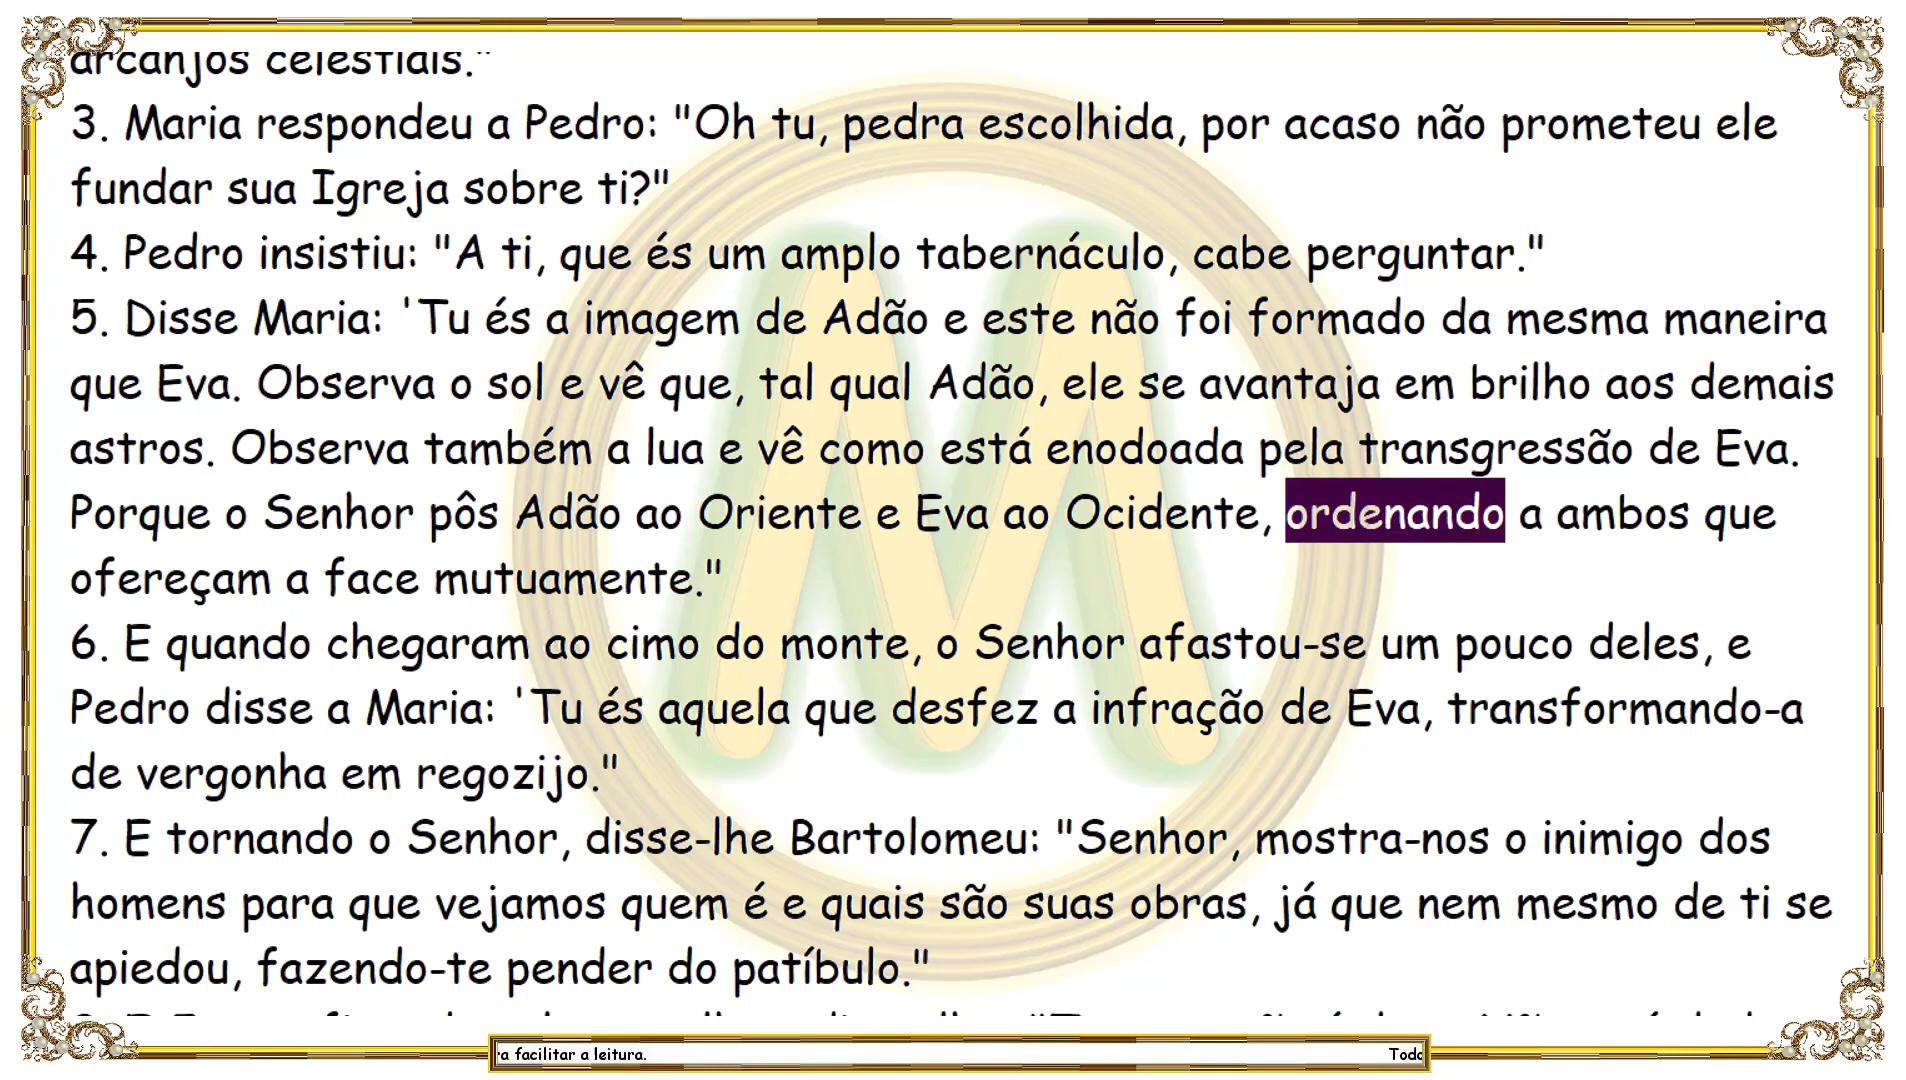 arcanjos celestiais."
3. Maria respondeu a Pedro: "Oh tu, pedra escolhida, por acaso não prometeu ele
fundar sua Igreja sobre ti?"
4. Pedro insistiu: "A ti, que és um amplo tabernáculo, cabe perguntar."
5. Disse Maria: 'Tu és a imagem de Adão e este não foi formado da mesma maneira
que Eva. Observa o sol e vê que, tal qual Adão, ele se avantaja em brilho aos demais
astros. Observa também a lua e vê como está enodoada pela transgressão de Eva.
Porque o Senhor pôs Adão ao Oriente e Eva ao Ocidente, ordenando a ambos que
ofereçam a face mutuamente."
6. E quando chegaram ao cimo do monte, o Senhor afastou-se um pouco deles, e
Pedro disse a Maria: 'Tu és aquela que desfez a infração de Eva, transformando-a
de vergonha em regozijo."
7. E tornando o Senhor, disse-lhe Bartolomeu: "Senhor, mostra-nos o inimigo dos
homens para que vejamos quem é e quais são suas obras, já que nem mesmo de ti se
apiedou, fazendo-te pender do patíbulo."
M
a facilitar a leitura.